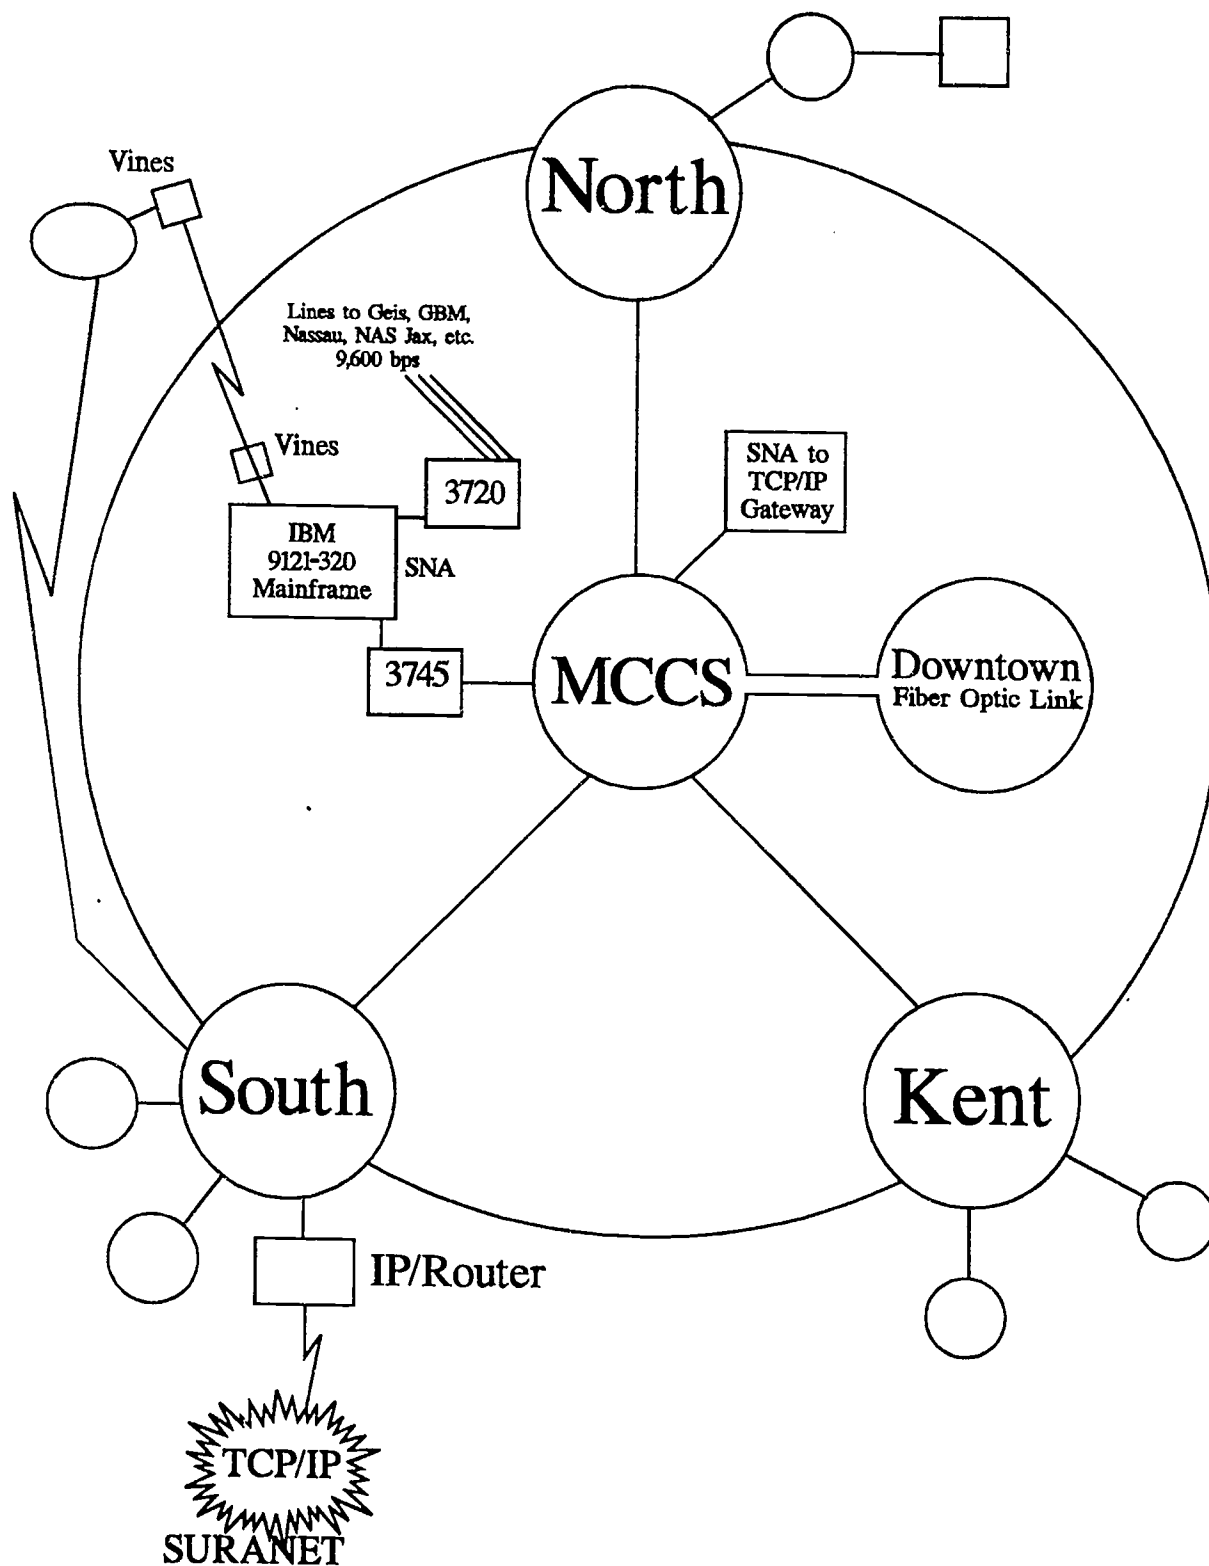 North
Vines
Lines to Geis, GBM,
Nassau, NAS Jax, etc.
9,600 bps
Vines
3720
SNA to
TCP/IP
Gateway
IBM
9121-320
Mainframe
SNA
3745
MCCS
Downtown
Fiber Optic Link
South
Kent
IP/Router
TCP/IP
SURANET